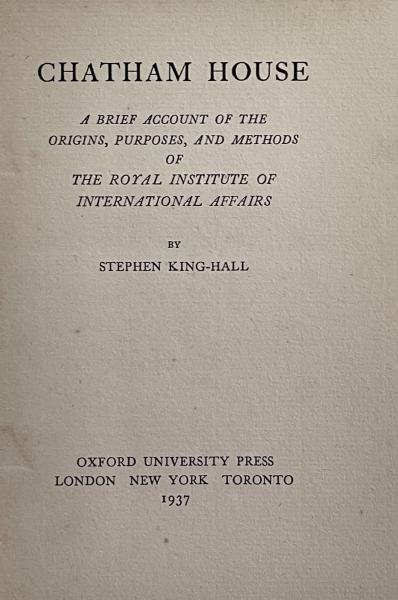 CHATHAM HOUSE
A BRIEF ACCOUNT OF THE
ORIGINS, PURPOSES, AND METHODS
OF
THE ROYAL INSTITUTE OF
INTERNATIONAL AFFAIRS
BY
STEPHEN KING-HALL
OXFORD UNIVERSITY PRESS
LONDON NEW YORK TORONTO
1937